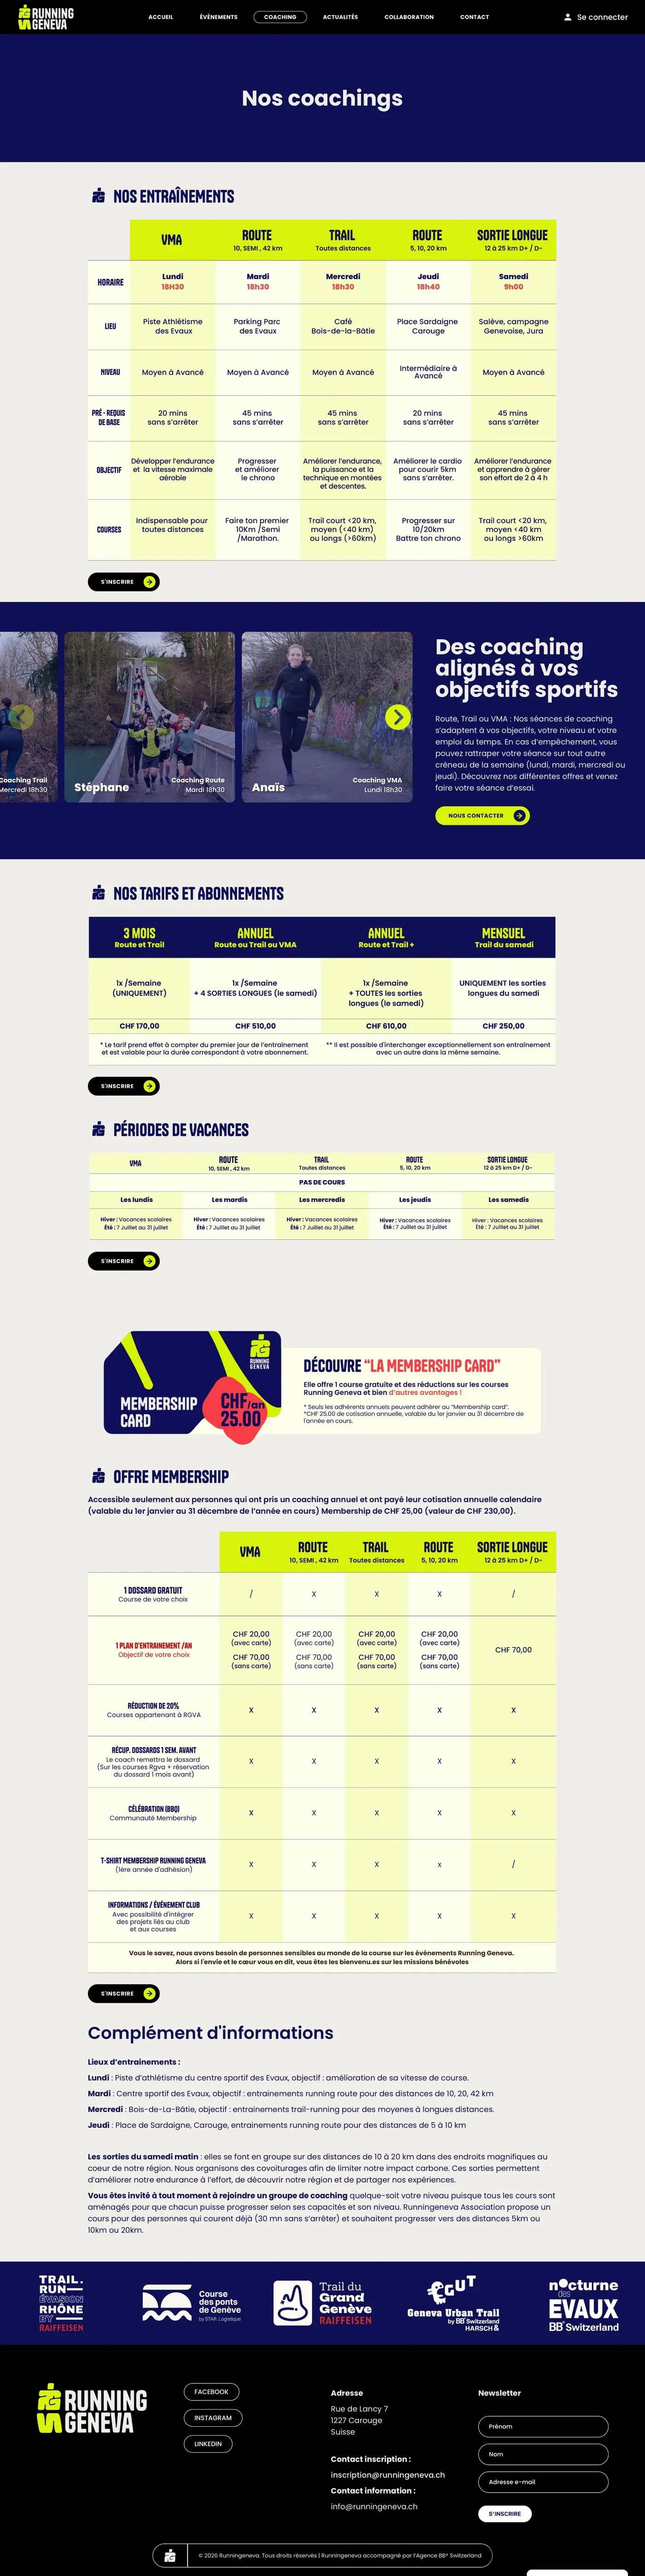 RUNNING
GENEVA
ACCUEIL ÉVÈNEMENTS COACHING ACTUALITÉS COLLABORATION CONTACT Se connecter
Nos coachings
NOS ENTRAÎNEMENTS
VMA ROUTE TRAIL ROUTE SORTIE LONGUE
10, SEMI , 42 km Toutes distances 5, 10, 20 km 12 à 25 km D+ / D-
HORAIRE Lundi Mardi Mercredi Jeudi Samedi
18H30 18h30 18h30 18h40 9h00
LIEU Piste Athlétisme Parking Parc Café Place Sardaigne Salève, campagne
des Evaux des Evaux Bois-de-la-Bâtie Carouge Genevoise, Jura
NIVEAU Moyen à Avancé Moyen à Avancé Moyen à Avancé Intermédiaire à Moyen à Avancé
Avancé
PRÉ - REQUIS 20 mins 45 mins 45 mins 20 mins 45 mins
DE BASE sans s'arrêter sans s'arrêter sans s'arrêter sans s'arrêter sans s'arrêter
OBJECTIF Développer l'endurance Progresser Améliorer l'endurance, Améliorer le cardio Améliorer l'endurance
et la vitesse maximale et améliorer la puissance et la pour courir 5km et apprendre à gérer
aérobie le chrono technique en montées sans s'arrêter. son effort de 2 à 4 h
et descentes.
COURSES Indispensable pour Faire ton premier Trail court <20 km, Progresser sur Trail court <20 km,
toutes distances 10Km /Semi moyen (<40 km) 10/20km moyen <40 km
/Marathon. ou longs (>60km) Battre ton chrono ou longs >60km
S'INSCRIRE
Coaching Trail
Mercredi 18h30
Stéphane
Coaching Route
Mardi 18h30
Anaïs
Coaching VMA
Lundi 18h30
Des coaching
alignés à vos
objectifs sportifs
Route, Trail ou VMA : Nos séances de coaching
s'adaptent à vos objectifs, votre niveau et votre
emploi du temps. En cas d'empêchement, vous
pouvez rattraper votre séance sur tout autre
créneau de la semaine (lundi, mardi, mercredi ou
jeudi). Découvrez nos différentes offres et venez
faire votre séance d'essai.
NOUS CONTACTER
NOS TARIFS ET ABONNEMENTS
3 MOIS ANNUEL ANNUEL MENSUEL
Route et Trail Route ou Trail ou VMA Route et Trail + Trail du samedi
1x /Semaine 1x /Semaine 1x /Semaine UNIQUEMENT les sorties
(UNIQUEMENT) + 4 SORTIES LONGUES (le samedi) + TOUTES les sorties longues du samedi
longues (le samedi)
CHF 170,00 CHF 510,00 CHF 610,00 CHF 250,00
* Le tarif prend effet à compter du premier jour de l'entraînement ** Il est possible d'interchanger exceptionnellement son entraînement
et est valable pour la durée correspondant à votre abonnement. avec un autre dans la même semaine.
S'INSCRIRE
PÉRIODES DE VACANCES
VMA ROUTE TRAIL ROUTE SORTIE LONGUE
10, SEMI , 42 km Toutes distances 5, 10, 20 km 12 à 25 km D+ / D-
PAS DE COURS
Les lundis Les mardis Les mercredis Les jeudis Les samedis
Hiver : Vacances scolaires Hiver : Vacances scolaires Hiver : Vacances scolaires Hiver : Vacances scolaires Hiver : Vacances scolaires
Été : 7 Juillet au 31 juillet Été : 7 Juillet au 31 juillet Été : 7 Juillet au 31 juillet Été : 7 Juillet au 31 juillet Été : 7 Juillet au 31 juillet
S'INSCRIRE
RUNNING
GENEVA
MEMBERSHIP
CARD
CHF/an
25.00
DÉCOUVRE “LA MEMBERSHIP CARD”
Elle offre 1 course gratuite et des réductions sur les courses
Running Geneva et bien d'autres avantages !
* Seuls les adhérents annuels peuvent adhérer au “Membership card”.
*CHF 25.00 de cotisation annuelle, valable du 1er janvier au 31 décembre de
l'année en cours.
OFFRE MEMBERSHIP
Accessible seulement aux personnes qui ont pris un coaching annuel et ont payé leur cotisation annuelle calendaire
(valable du 1er janvier au 31 décembre de l'année en cours) Membership de CHF 25,00 (valeur de CHF 230,00).
VMA ROUTE TRAIL ROUTE SORTIE LONGUE
10, SEMI , 42 km Toutes distances 5, 10, 20 km 12 à 25 km D+ / D-
1 DOSSARD GRATUIT / X X X /
Course de votre choix
1 PLAN D'ENTRAINEMENT /AN CHF 20,00 CHF 20,00 CHF 20,00 CHF 20,00 CHF 70,00
Objectif de votre choix (avec carte) (avec carte) (avec carte) (avec carte)
CHF 70,00 CHF 70,00 CHF 70,00 CHF 70,00
(sans carte) (sans carte) (sans carte) (sans carte)
RÉDUCTION DE 20% X X X X X
Courses appartenant à RGVA
RÉCUP. DOSSARDS 1 SEM. AVANT X X X X X
Le coach remettra le dossard
(Sur les courses Rgva + réservation
du dossard 1 mois avant)
CÉLÉBRATION (BBQ) X X X X X
Communauté Membership
T-SHIRT MEMBERSHIP RUNNING GENEVA X X X x /
(1ère année d'adhésion)
INFORMATIONS / ÉVÉNEMENT CLUB X X X X X
Avec possibilité d'intégrer
des projets liés au club
et aux courses
Vous le savez, nous avons besoin de personnes sensibles au monde de la course sur les événements Running Geneva.
Alors si l'envie et le cœur vous en dit, vous êtes les bienvenu.es sur les missions bénévoles
S'INSCRIRE
Complément d'informations
Lieux d'entrainements :
Lundi : Piste d'athlétisme du centre sportif des Evaux, objectif : amélioration de sa vitesse de course.
Mardi : Centre sportif des Evaux, objectif : entrainements running route pour des distances de 10, 20, 42 km
Mercredi : Bois-de-La-Bâtie, objectif : entrainements trail-running pour des moyennes à longues distances.
Jeudi : Place de Sardaigne, Carouge, entrainements running route pour des distances de 5 à 10 km
Les sorties du samedi matin : elles se font en groupe sur des distances de 10 à 20 km dans des endroits magnifiques au
coeur de notre région. Nous organisons des covoiturages afin de limiter notre impact carbone. Ces sorties permettent
d'améliorer notre endurance à l'effort, de découvrir notre région et de partager nos expériences.
Vous êtes invité à tout moment à rejoindre un groupe de coaching quelque-soit votre niveau puisque tous les cours sont
aménagés pour que chacun puisse progresser selon ses capacités et son niveau. Runningeneva Association propose un
cours pour des personnes qui courent déjà (30 mn sans s'arrêter) et souhaitent progresser vers des distances 5km ou
10km ou 20km.
TRAIL.
RUN—
ÉVASION
RHÔNE
BY
RAIFFEISEN
Course
des ponts
de Genève
by STAR Logistique
Trail du
Grand
Genève
RAIFFEISEN
GUT
Geneva Urban Trail
by BB® Switzerland
HARSCH &
nocturne
des
EVAUX
BB® Switzerland
RUNNING
GENEVA
FACEBOOK
INSTAGRAM
LINKEDIN
Adresse
Rue de Lancy 7
1227 Carouge
Suisse
Contact inscription :
inscription@runningeneva.ch
Contact information :
info@runningeneva.ch
Newsletter
Prénom
Nom
Adresse e-mail
S'INSCRIRE
© 2026 Runningeneva. Tous droits réservés | Runningeneva accompagné par l'Agence BB® Switzerland